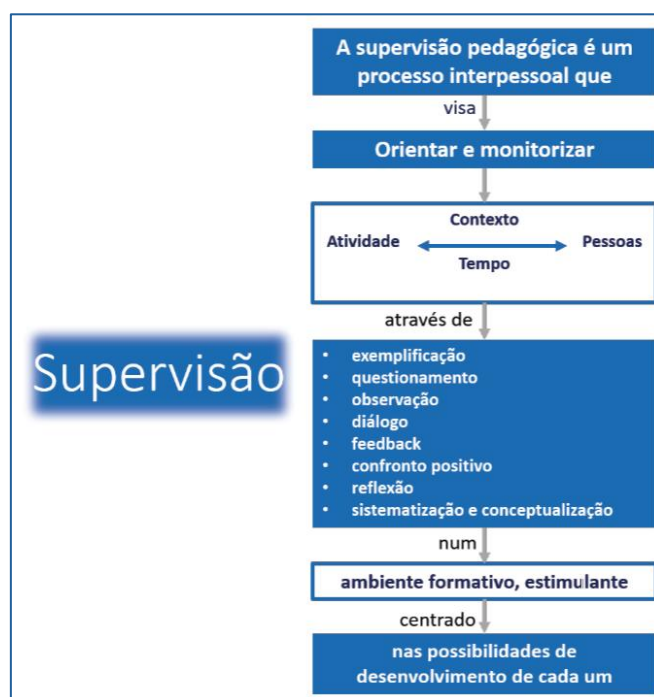 A supervisão pedagógica é um
processo interpessoal que
visa
Orientar e monitorizar
Contexto
Atividade
Pessoas
Tempo
através de
Supervisão
• exemplificação
• questionamento
• observação
• diálogo
• feedback
• confronto positivo
• reflexão
• sistematização e conceptualização
num
ambiente formativo, estimulante
centrado
nas possibilidades de
desenvolvimento de cada um